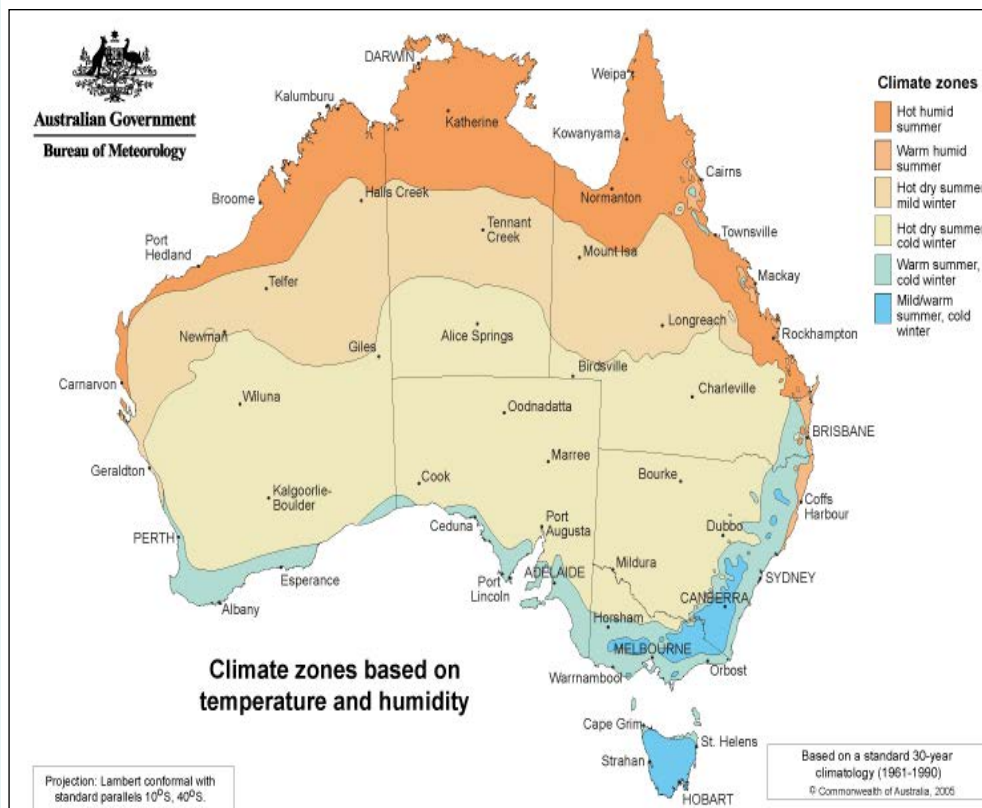 Australian Government
Bureau of Meteorology
DARWIN
Weipa
Kalumburu
Katherine
Kowanyama
Cairns
Broome
Halls Creek
Normanton
Tennant
Creek
Townsville
Port
Hedland
Mount Isa
Telfer
Mackay
Newman
Longreach
Rockhampton
Giles
Alice Springs
Birdsville
Carnarvon
Wiluna
Charleville
Oodnadatta
BRISBANE
Geraldton
Marree
Cook
Bourke
Kalgoorlie-
Boulder
Coffs
Harbour
Ceduna
Port
Augusta
Dubbo
PERTH
Mildura
Esperance
Port
Lincoln
ADELAIDE
SYDNEY
Albany
CANBERRA
Horsham
MELBOURNE
Warrnambool
Orbost
Cape Grim
St. Helens
Strahan
HOBART
Climate zones
Hot humid
summer
Warm humid
summer
Hot dry summer
mild winter
Hot dry summer
cold winter
Warm summer,
cold winter
Mild/warm
summer, cold
winter
Climate zones based on
temperature and humidity
Projection: Lambert conformal with
standard parallels 10°S, 40°S.
Based on a standard 30-year
climatology (1961-1990)
© Commonwealth of Australia, 2005